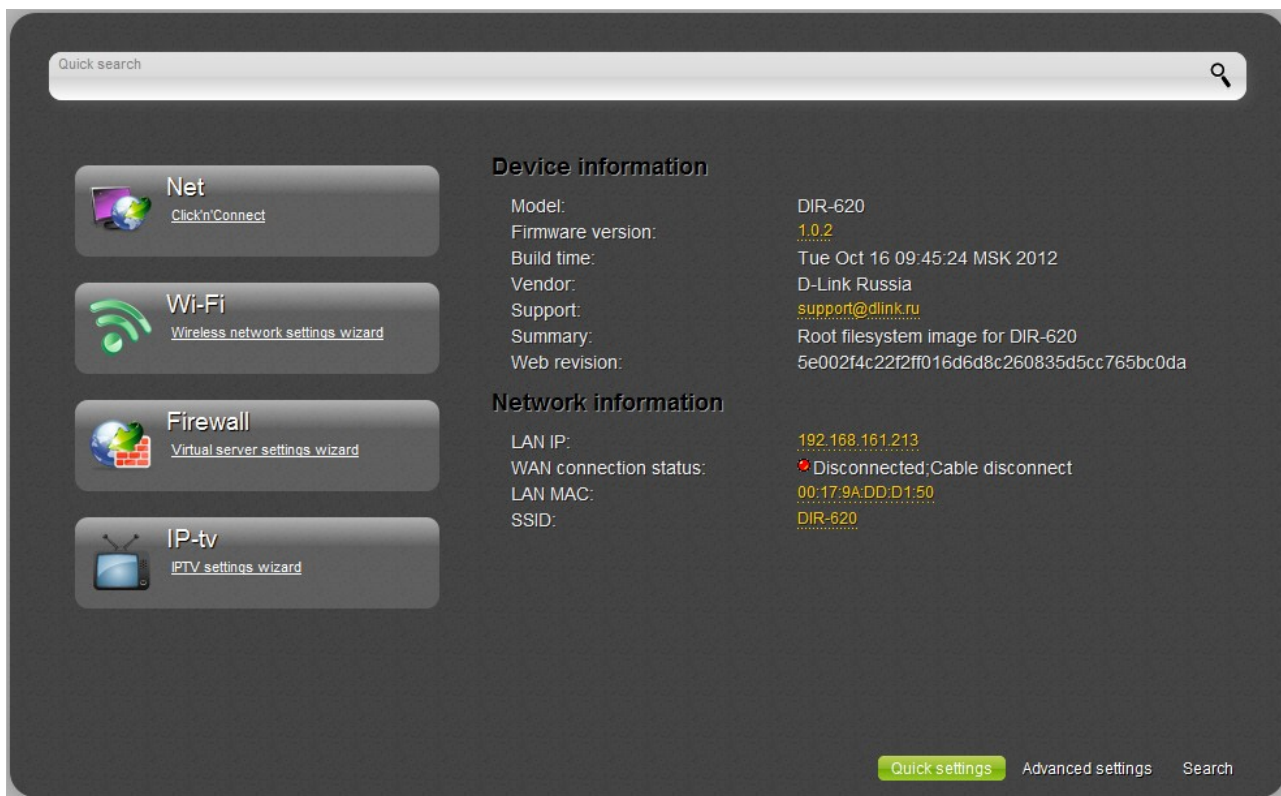 Quick search
Net
Click'n'Connect
Wi-Fi
Wireless network settings wizard
Firewall
Virtual server settings wizard
IP-tv
IPTV settings wizard
Device information
Model: DIR-620
Firmware version: 1.0.2
Build time: Tue Oct 16 09:45:24 MSK 2012
Vendor: D-Link Russia
Support: support@dlink.ru
Summary: Root filesystem image for DIR-620
Web revision: 5e002f4c22f2ff016d6d8c260835d5cc765bc0da
Network information
LAN IP: 192.168.161.213
WAN connection status: Disconnected;Cable disconnect
LAN MAC: 00:17:9A:DD:D1:50
SSID: DIR-620
Quick settings Advanced settings Search